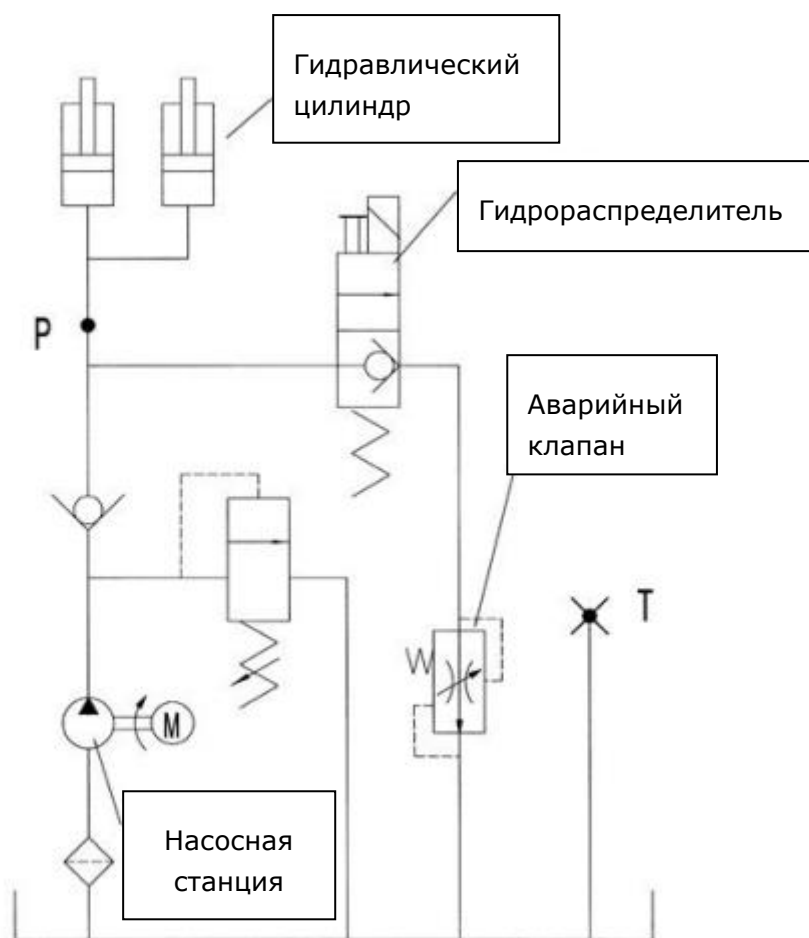 Гидравлический
цилиндр
Гидрораспределитель
P
Аварийный
клапан
T
W
M
Насосная
станция